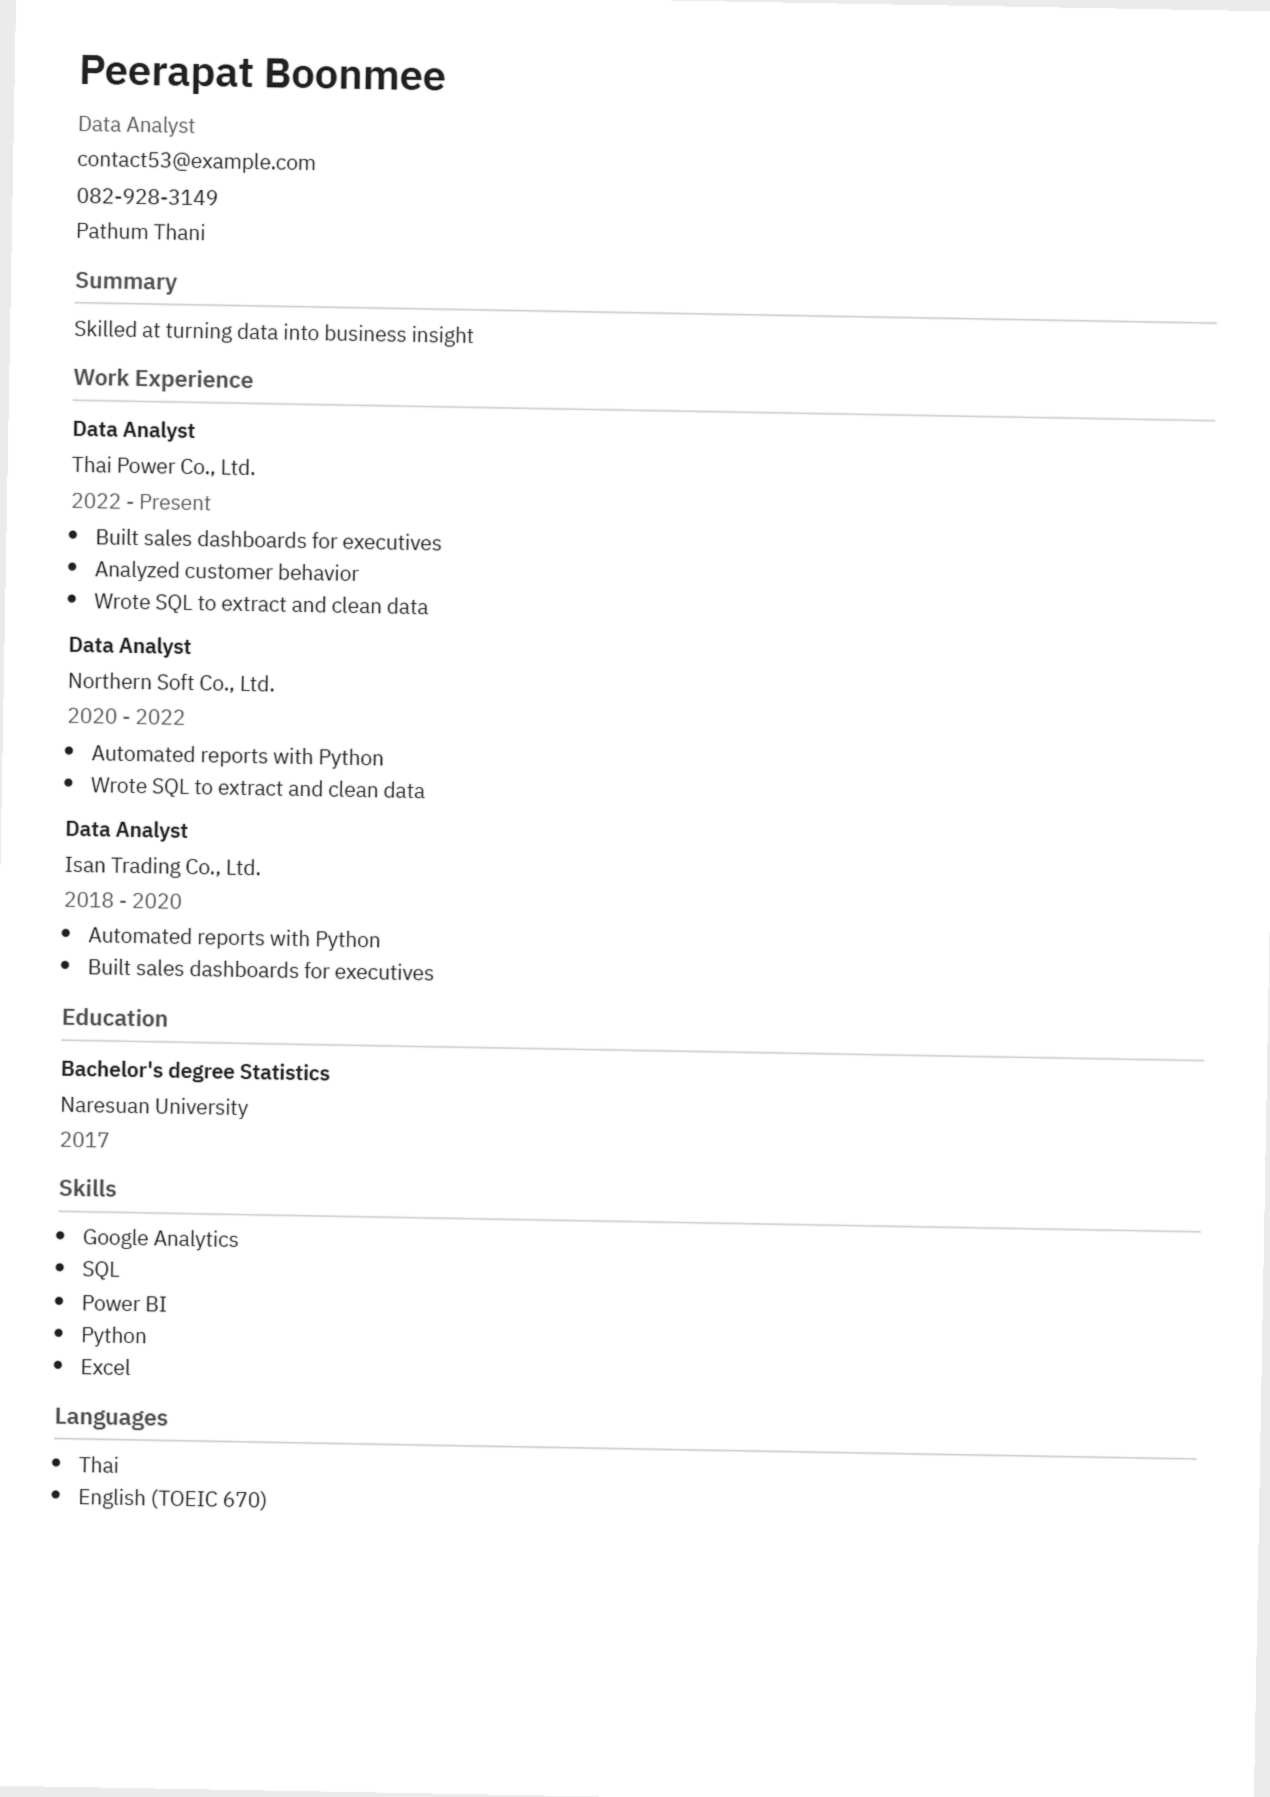 Peerapat Boonmee
Data Analyst
contact53@example.com
082-928-3149
Pathum Thani
Summary
Skilled at turning data into business insight
Work Experience
Data Analyst
Thai Power Co., Ltd.
2022 - Present
• Built sales dashboards for executives
• Analyzed customer behavior
• Wrote SQL to extract and clean data
Data Analyst
Northern Soft Co., Ltd.
2020 - 2022
• Automated reports with Python
• Wrote SQL to extract and clean data
Data Analyst
Isan Trading Co., Ltd.
2018 - 2020
• Automated reports with Python
• Built sales dashboards for executives
Education
Bachelor's degree Statistics
Naresuan University
2017
Skills
• Google Analytics
• SQL
• Power BI
• Python
• Excel
Languages
• Thai
• English (TOEIC 670)